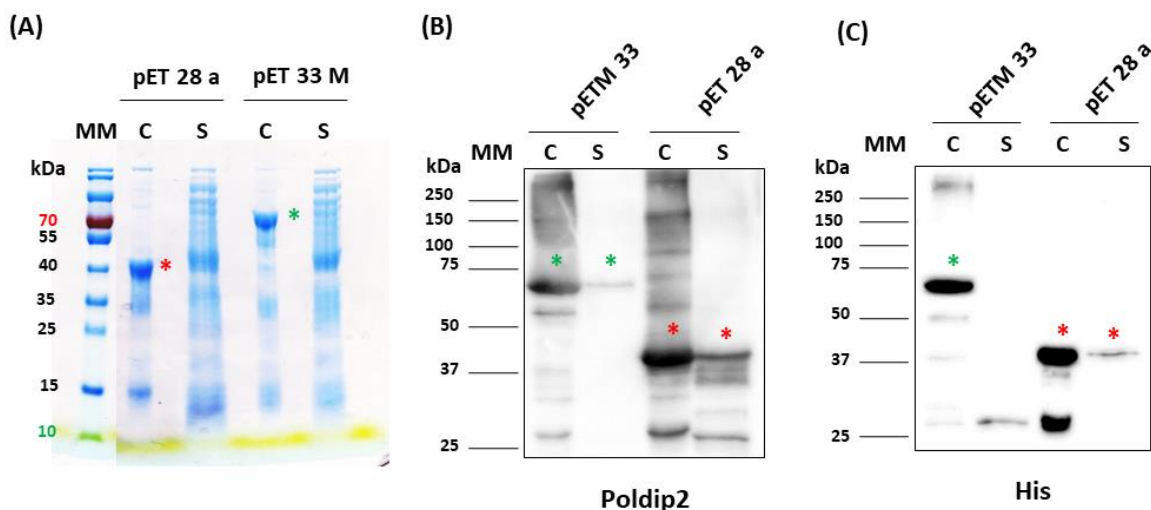 (A)
pET 28 a pET 33 M
MM C S C S
kDa
70
55
40
35
25
15
10
*
*
(B)
pETM 33 pET 28 a
MM C S C S
kDa
250
150
100
75
50
37
25
* *
* *
Poldip2
(C)
pETM 33 pET 28 a
MM C S C S
kDa
250
150
100
75
50
37
25
*
* *
His